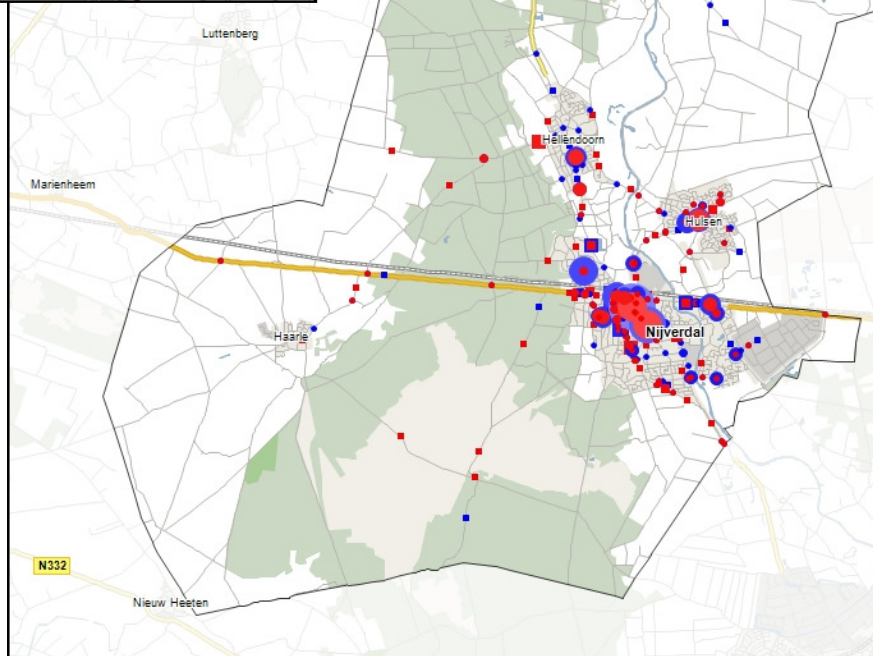 Luttenberg
Hellendoorn
Marienheem
Hulsen
Nijverdal
Haarle
N332
Nieuw Heeten